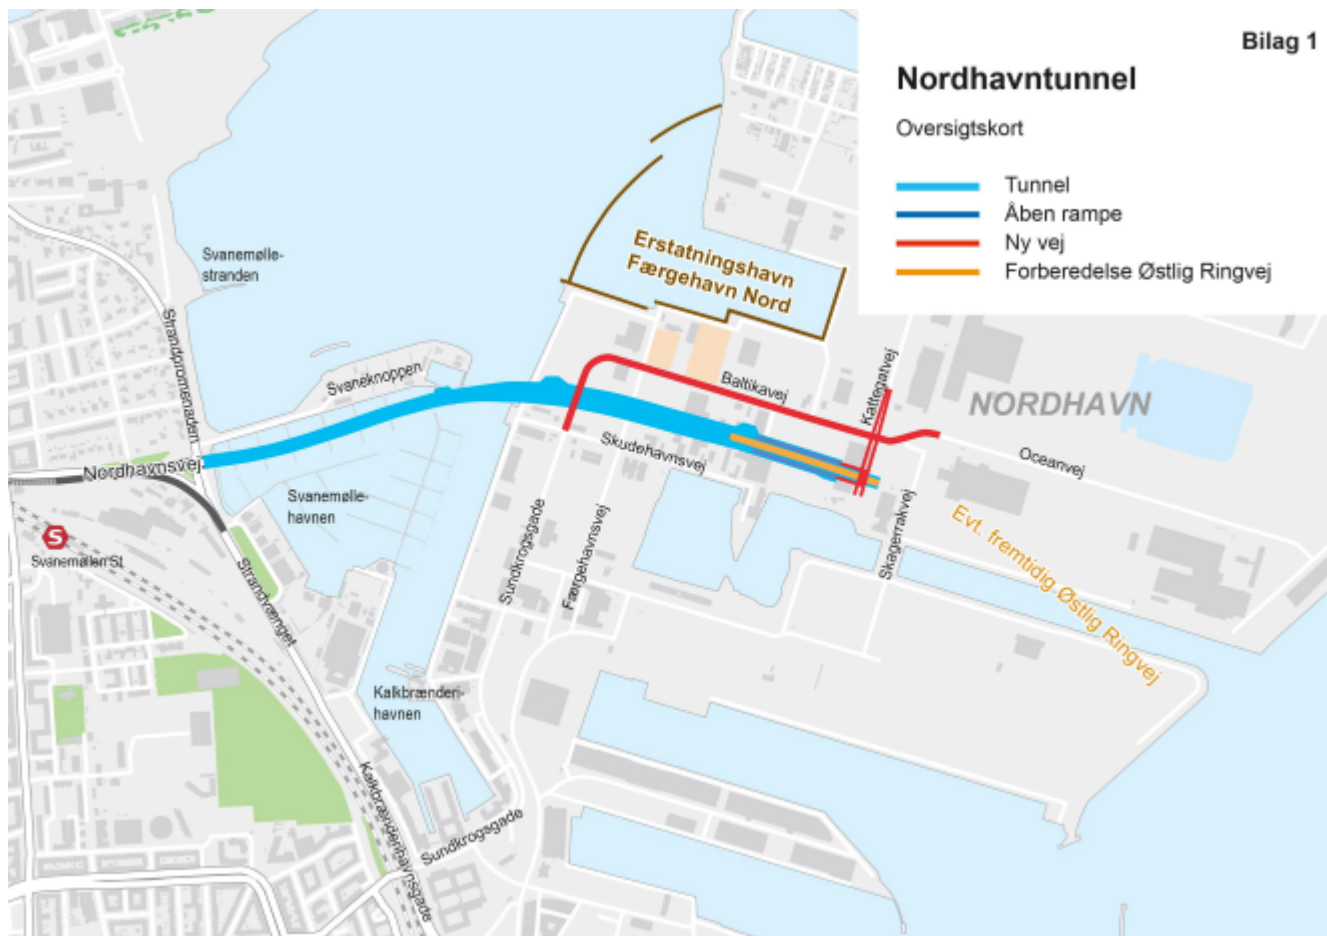 Bilag 1
Nordhavntunnel
Oversigtskort
Tunnel
Åben rampe
Ny vej
Forberedelse Østlig Ringvej
Erstatningshavn
Færgehavn Nord
Svanemølle-
stranden
Strandpromenaden
Svaneknoppen
Baltikavej
Kattegatvej
NORDHAVN
Skudehavnsvej
Oceanvej
Nordhavnsvej
Svanemølle-
havnen
S
Svanemøllen St
Strandvænget
Sundkrogsgade
Færgehavnsvej
Skagerrakvej
Evt. fremtidig Østlig Ringvej
Kalkbrænderi-
havnen
Kalkbrænderihavnsgade
Sundkrogsgade